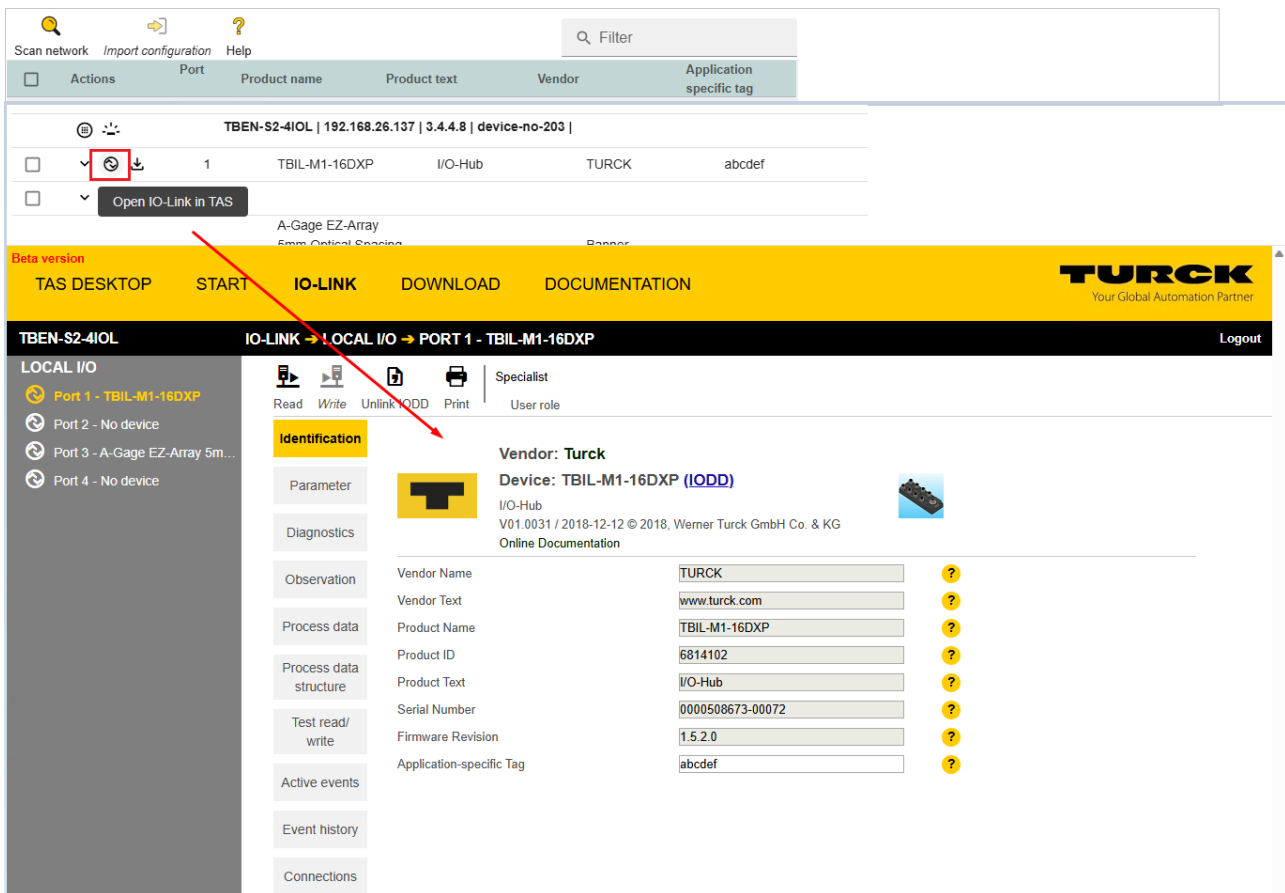 Scan network Import configuration Help
Filter
Actions Port Product name Product text Vendor Application
specific tag
TBEN-S2-4IOL | 192.168.26.137 | 3.4.4.8 | device-no-203 |
1 TBIL-M1-16DXP I/O-Hub TURCK abcdef
Open IO-Link in TAS
A-Gage EZ-Array
5mm Optical Spacing Banner
Beta version
TAS DESKTOP START IO-LINK DOWNLOAD DOCUMENTATION
TURCK
Your Global Automation Partner
TBEN-S2-4IOL IO-LINK ➔ LOCAL I/O ➔ PORT 1 - TBIL-M1-16DXP Logout
LOCAL I/O
Port 1 - TBIL-M1-16DXP
Port 2 - No device
Port 3 - A-Gage EZ-Array 5m...
Port 4 - No device
Read Write Unlink IODD Print
Specialist
User role
Identification
Parameter
Diagnostics
Observation
Process data
Process data
structure
Test read/
write
Active events
Event history
Connections
Vendor: Turck
Device: TBIL-M1-16DXP (IODD)
I/O-Hub
V01.0031 / 2018-12-12 © 2018, Werner Turck GmbH Co. & KG
Online Documentation
Vendor Name TURCK ?
Vendor Text www.turck.com ?
Product Name TBIL-M1-16DXP ?
Product ID 6814102 ?
Product Text I/O-Hub ?
Serial Number 0000508673-00072 ?
Firmware Revision 1.5.2.0 ?
Application-specific Tag abcdef ?